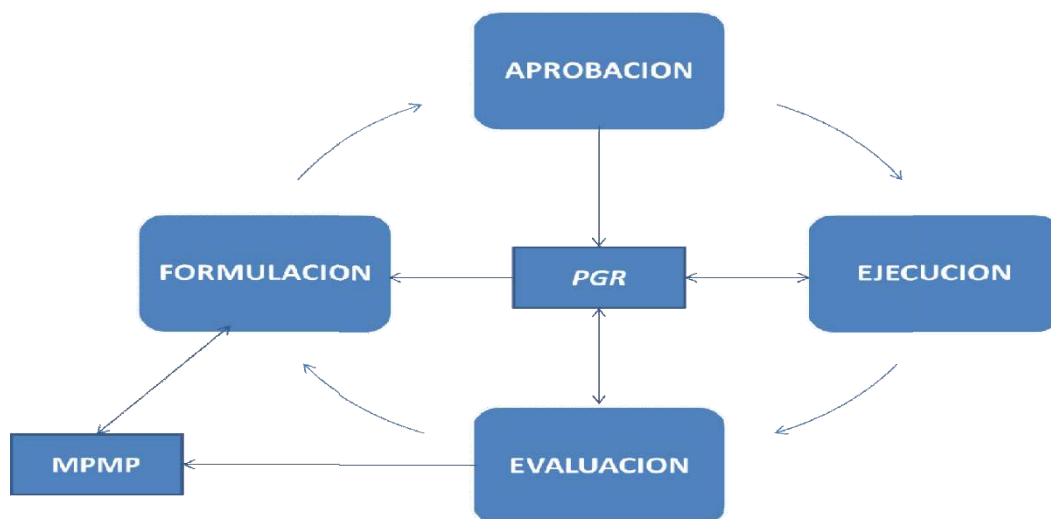 APROBACION
FORMULACION
PGR
EJECUCION
MPMP
EVALUACION